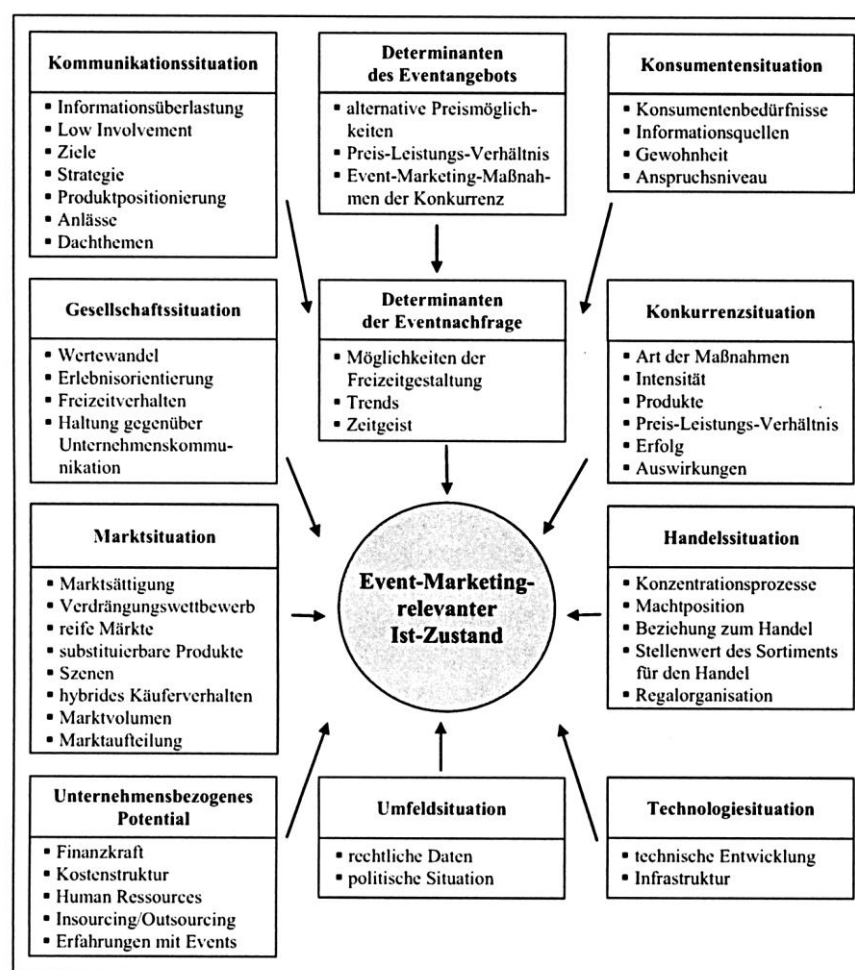 Kommunikationssituation
▪ Informationsüberlastung
▪ Low Involvement
▪ Ziele
▪ Strategie
▪ Produktpositionierung
▪ Anlässe
▪ Dachthemen
Determinanten
des Eventangebots
▪ alternative Preismöglich-
keiten
▪ Preis-Leistungs-Verhältnis
▪ Event-Marketing-Maßnah-
men der Konkurrenz
Konsumentensituation
▪ Konsumentenbedürfnisse
▪ Informationsquellen
▪ Gewohnheit
▪ Anspruchsniveau
Gesellschaftssituation
▪ Wertewandel
▪ Erlebnisorientierung
▪ Freizeitverhalten
▪ Haltung gegenüber
Unternehmenskommu-
nikation
Determinanten
der Eventnachfrage
▪ Möglichkeiten der
Freizeitgestaltung
▪ Trends
▪ Zeitgeist
Konkurrenzsituation
▪ Art der Maßnahmen
▪ Intensität
▪ Produkte
▪ Preis-Leistungs-Verhältnis
▪ Erfolg
▪ Auswirkungen
Marktsituation
▪ Marktsättigung
▪ Verdrängungswettbewerb
▪ reife Märkte
▪ substituierbare Produkte
▪ Szenen
▪ hybrides Käuferverhalten
▪ Marktvolumen
▪ Marktaufteilung
Event-Marketing-
relevanter
Ist-Zustand
Handelssituation
▪ Konzentrationsprozesse
▪ Machtposition
▪ Beziehung zum Handel
▪ Stellenwert des Sortiments
für den Handel
▪ Regalorganisation
Unternehmensbezogenes
Potential
▪ Finanzkraft
▪ Kostenstruktur
▪ Human Ressources
▪ Insourcing/Outsourcing
▪ Erfahrungen mit Events
Umfeldsituation
▪ rechtliche Daten
▪ politische Situation
Technologiesituation
▪ technische Entwicklung
▪ Infrastruktur